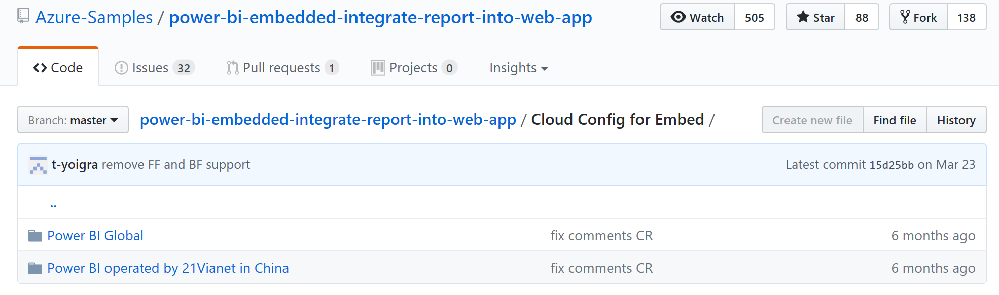 Azure-Samples / power-bi-embedded-integrate-report-into-web-app Watch 505 Star 88 Fork 138
Code Issues 32 Pull requests 1 Projects 0 Insights
Branch: master power-bi-embedded-integrate-report-into-web-app / Cloud Config for Embed / Create new file Find file History
t-yoigra remove FF and BF support Latest commit 15d25bb on Mar 23
..
Power BI Global fix comments CR 6 months ago
Power BI operated by 21Vianet in China fix comments CR 6 months ago